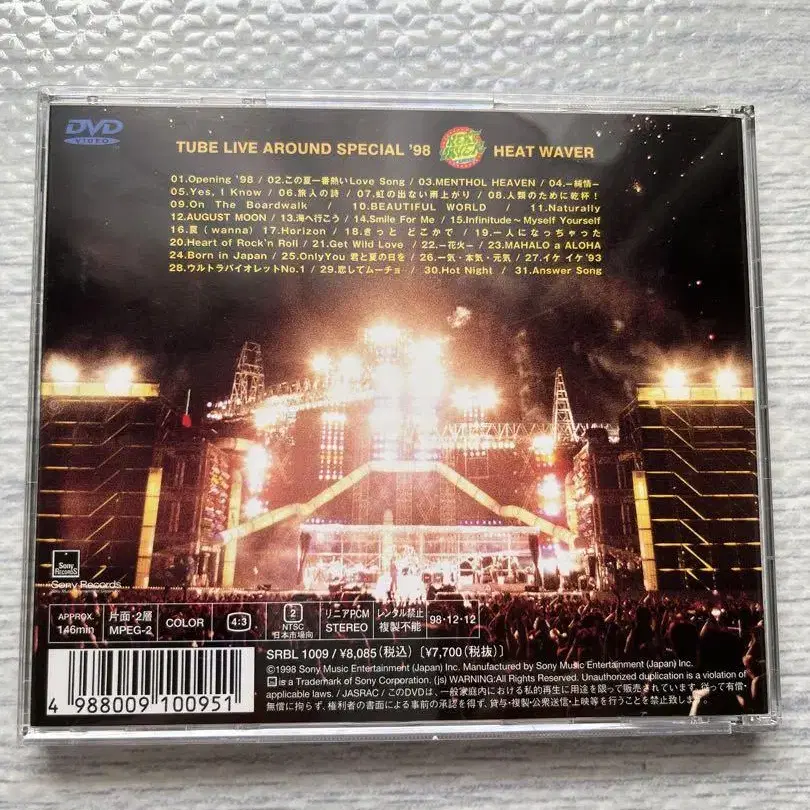 DVD
VIDEO
TUBE LIVE AROUND SPECIAL '98 HEAT WAVER
01.Opening '98 / 02.この夏一番熱いLove Song / 03.MENTHOL HEAVEN / 04.−純情−
05.Yes, I Know / 06.旅人の詩 / 07.虹の出ない雨上がり / 08.人類のために乾杯!
09.On The Boardwalk / 10.BEAUTIFUL WORLD / 11.Naturally
12.AUGUST MOON / 13.海へ行こう / 14.Smile For Me / 15.Infinitude～Myself Yourself
16.罠 (wanna) / 17.Horizon / 18.きっと どこかで / 19.一人になっちゃった
20.Heart of Rock'n Roll / 21.Get Wild Love / 22.−花火− / 23.MAHALO a ALOHA
24.Born in Japan / 25.OnlyYou 君と夏の日を / 26.一気・本気・元気 / 27.イケイケ'93
28.ウルトラバイオレットNo.1 / 29.恋してムーチョ / 30.Hot Night / 31.Answer Song
Sony Records
Sony Records
APPROX. 146min
片面・2層 MPEG-2
COLOR
4:3
2 NTSC 日本市場向
リニアPCM STEREO
レンタル禁止 複製不能
98・12・12
SRBL 1009 / ¥8,085(税込) 〔¥7,700(税抜)〕
©1998 Sony Music Entertainment (Japan) Inc. Manufactured by Sony Music Entertainment (Japan) Inc.
is a Trademark of Sony Corporation. (js) WARNING:All Rights Reserved. Unauthorized duplication is a violation of
applicable laws. / JASRAC / このDVDは、一般家庭内における私的再生に用途を限って販売されています。従って有償・
無償に拘らず、権利者の書面による事前の承認を得ず、貸与・複製・公衆送信・上映等を行うことを禁止致します。
4 988009 100951